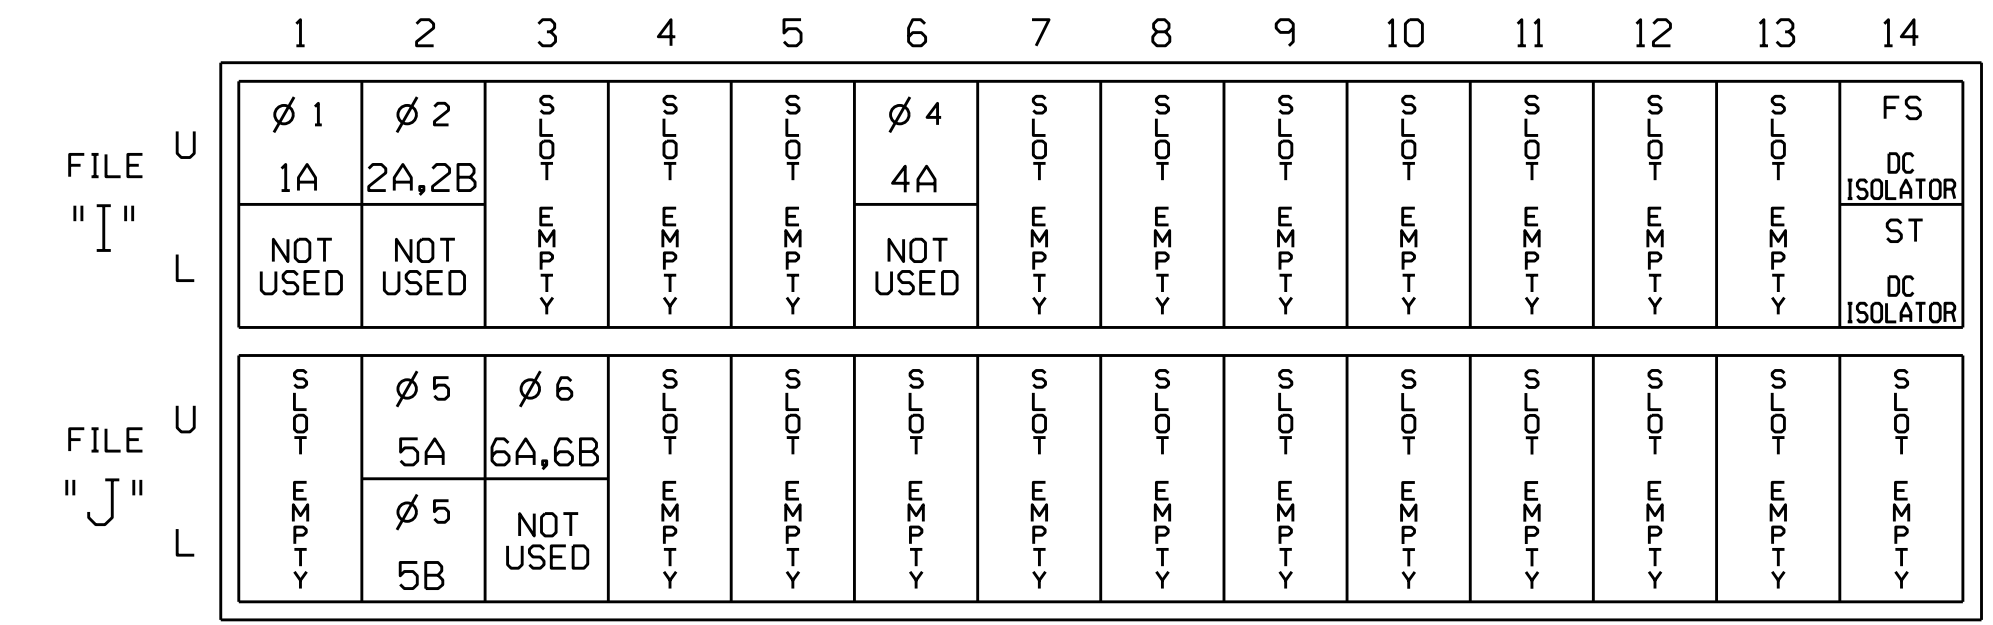 1 2 3 4 5 6 7 8 9 10 11 12 13 14
FILE
"I"
U
L
Ø 1
1A
NOT
USED
Ø 2
2A,2B
NOT
USED
SLOT EMPTY
SLOT EMPTY
SLOT EMPTY
Ø 4
4A
NOT
USED
SLOT EMPTY
SLOT EMPTY
SLOT EMPTY
SLOT EMPTY
SLOT EMPTY
SLOT EMPTY
SLOT EMPTY
FS
DC
ISOLATOR
ST
DC
ISOLATOR
FILE
"J"
U
L
SLOT EMPTY
Ø 5
5A
Ø 5
5B
Ø 6
6A,6B
NOT
USED
SLOT EMPTY
SLOT EMPTY
SLOT EMPTY
SLOT EMPTY
SLOT EMPTY
SLOT EMPTY
SLOT EMPTY
SLOT EMPTY
SLOT EMPTY
SLOT EMPTY
SLOT EMPTY